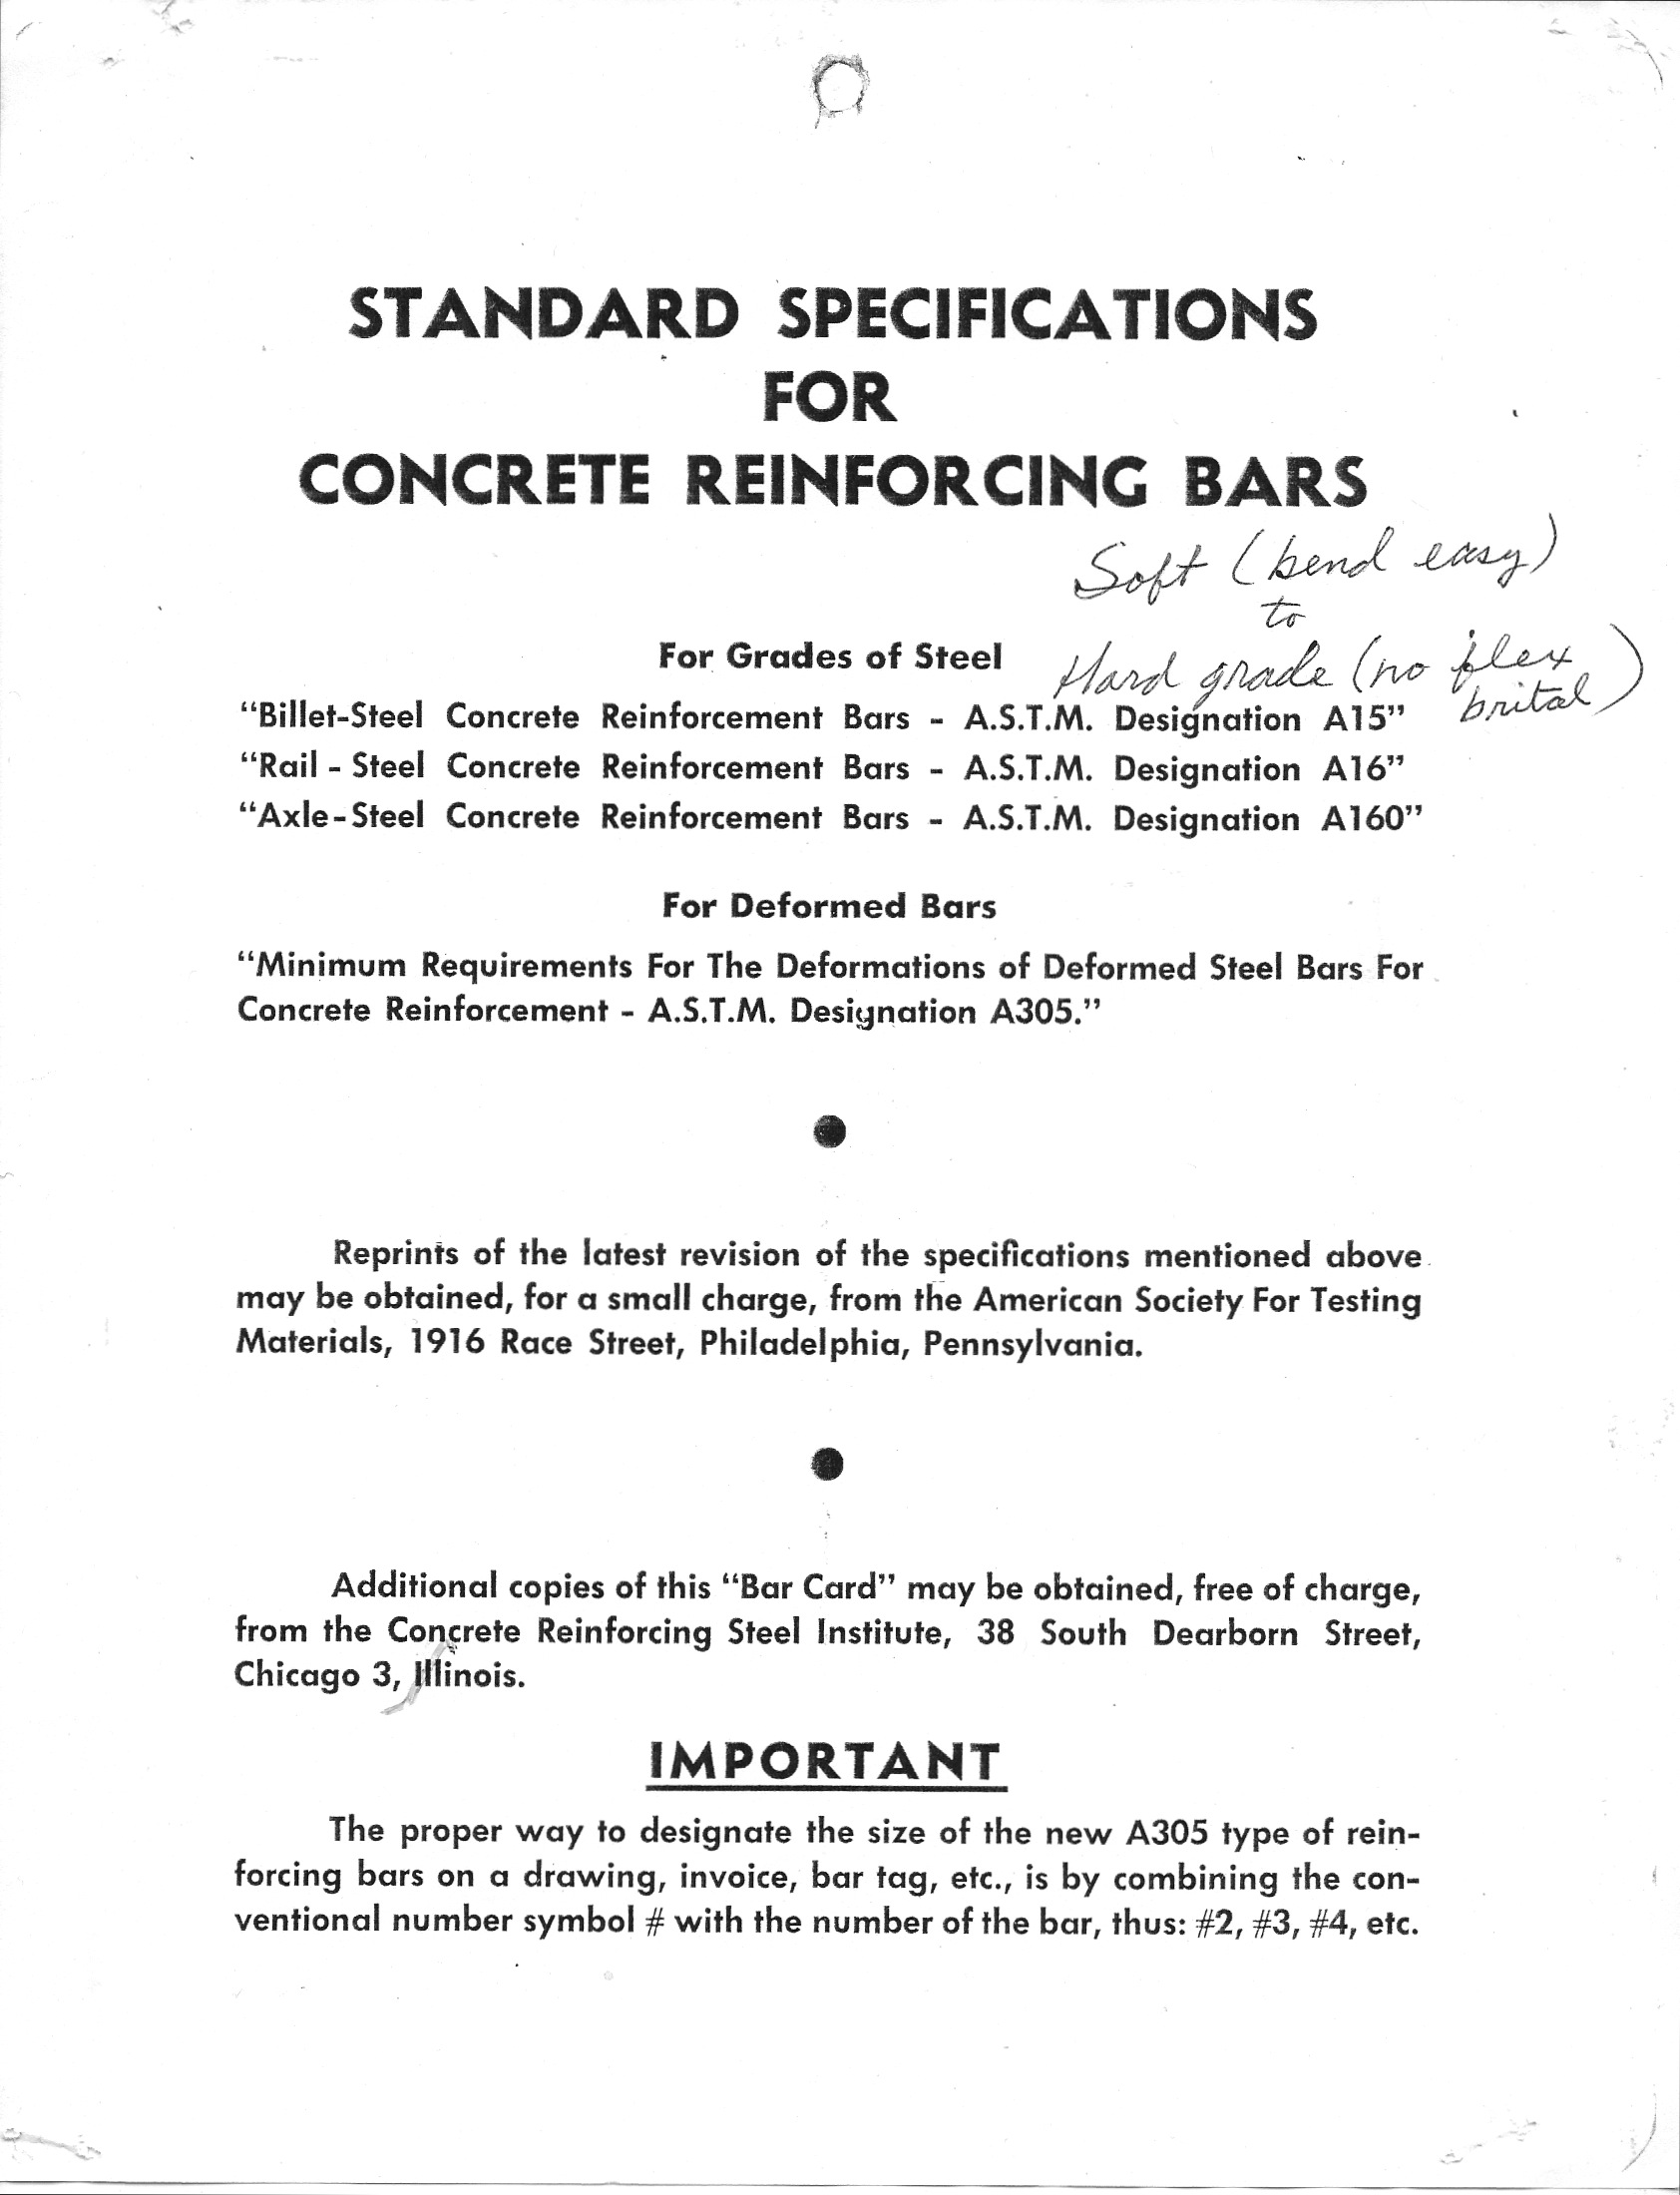 STANDARD SPECIFICATIONS
FOR
CONCRETE REINFORCING BARS
Soft (bend easy)
to
Hard grade (no flex
brital)
For Grades of Steel
“Billet-Steel Concrete Reinforcement Bars - A.S.T.M. Designation A15”
“Rail - Steel Concrete Reinforcement Bars - A.S.T.M. Designation A16”
“Axle-Steel Concrete Reinforcement Bars - A.S.T.M. Designation A160”
For Deformed Bars
“Minimum Requirements For The Deformations of Deformed Steel Bars For
Concrete Reinforcement - A.S.T.M. Designation A305.”
Reprints of the latest revision of the specifications mentioned above
may be obtained, for a small charge, from the American Society For Testing
Materials, 1916 Race Street, Philadelphia, Pennsylvania.
Additional copies of this “Bar Card” may be obtained, free of charge,
from the Concrete Reinforcing Steel Institute, 38 South Dearborn Street,
Chicago 3, Illinois.
IMPORTANT
The proper way to designate the size of the new A305 type of rein-
forcing bars on a drawing, invoice, bar tag, etc., is by combining the con-
ventional number symbol # with the number of the bar, thus: #2, #3, #4, etc.